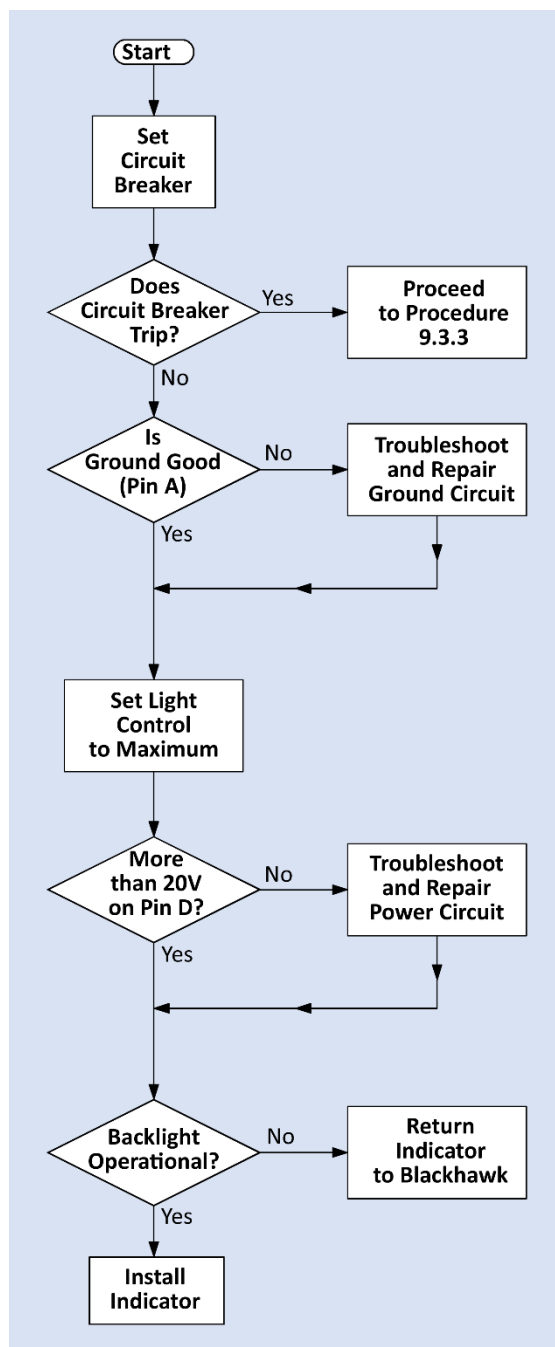 Start
Set
Circuit
Breaker
Does
Circuit Breaker
Trip?
Yes
Proceed
to Procedure
9.3.3
No
Is
Ground Good
(Pin A)
No
Troubleshoot
and Repair
Ground Circuit
Yes
Set Light
Control
to Maximum
More
than 20V
on Pin D?
No
Troubleshoot
and Repair
Power Circuit
Yes
Backlight
Operational?
No
Return
Indicator
to Blackhawk
Yes
Install
Indicator